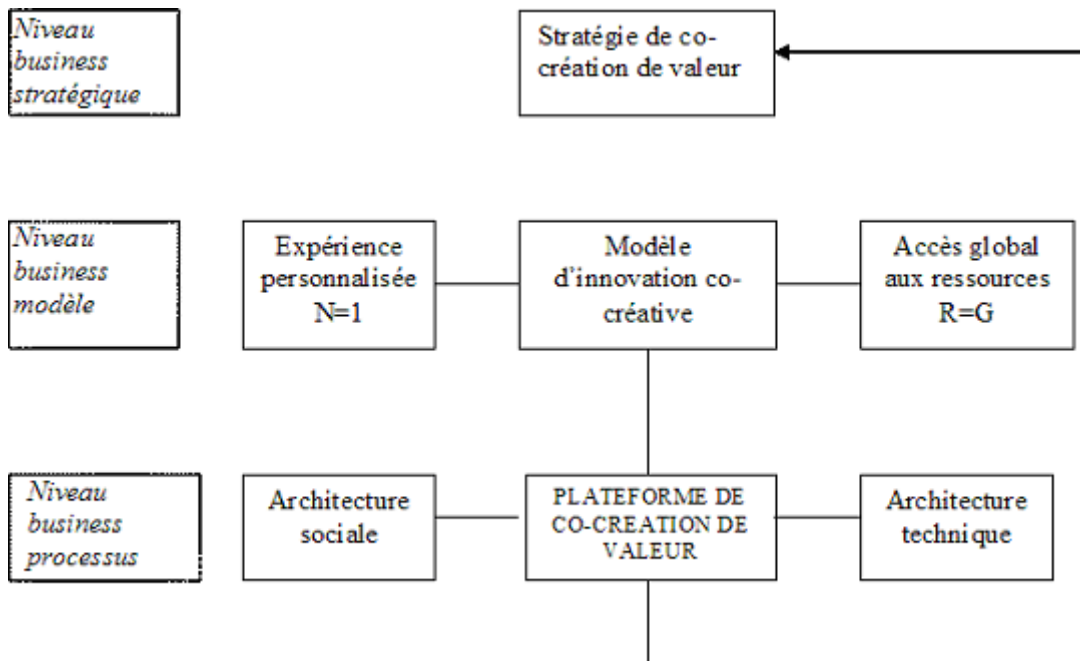 Niveau
business
stratégique
Stratégie de co-
création de valeur
Niveau
business
modèle
Expérience
personnalisée
N=1
Modèle
d'innovation co-
créative
Accès global
aux ressources
R=G
Niveau
business
processus
Architecture
sociale
PLATEFORME DE
CO-CREATION DE
VALEUR
Architecture
technique